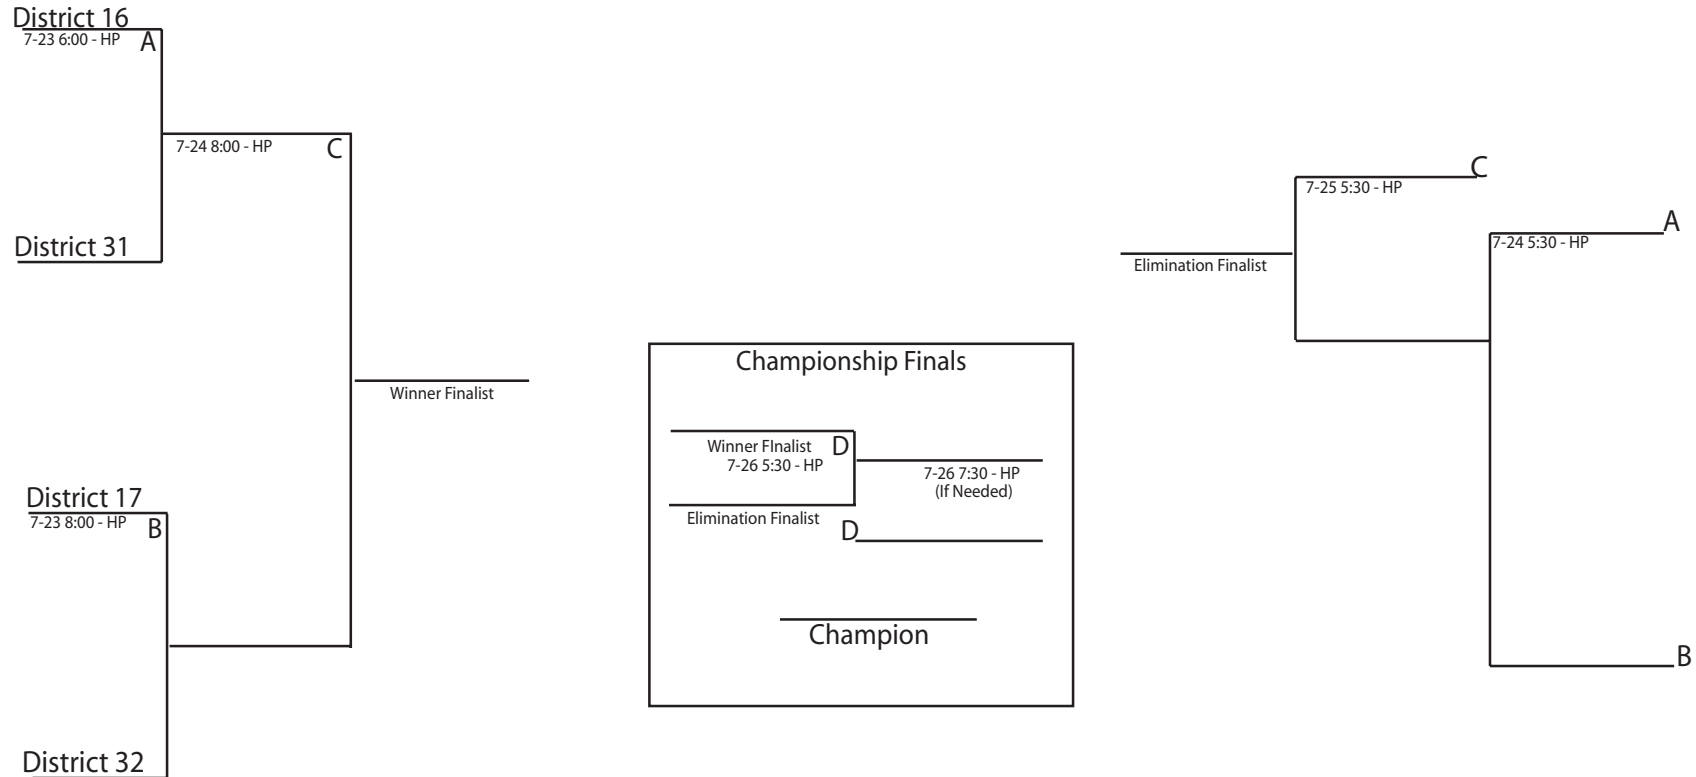 District 16
7-23 6:00 - HP
A
7-24 8:00 - HP
C
District 31
Winner Finalist
District 17
7-23 8:00 - HP
B
District 32
Championship Finals
Winner FInalist
D
7-26 5:30 - HP
7-26 7:30 - HP
(If Needed)
Elimination Finalist
D
Champion
C
7-25 5:30 - HP
A
7-24 5:30 - HP
Elimination Finalist
B